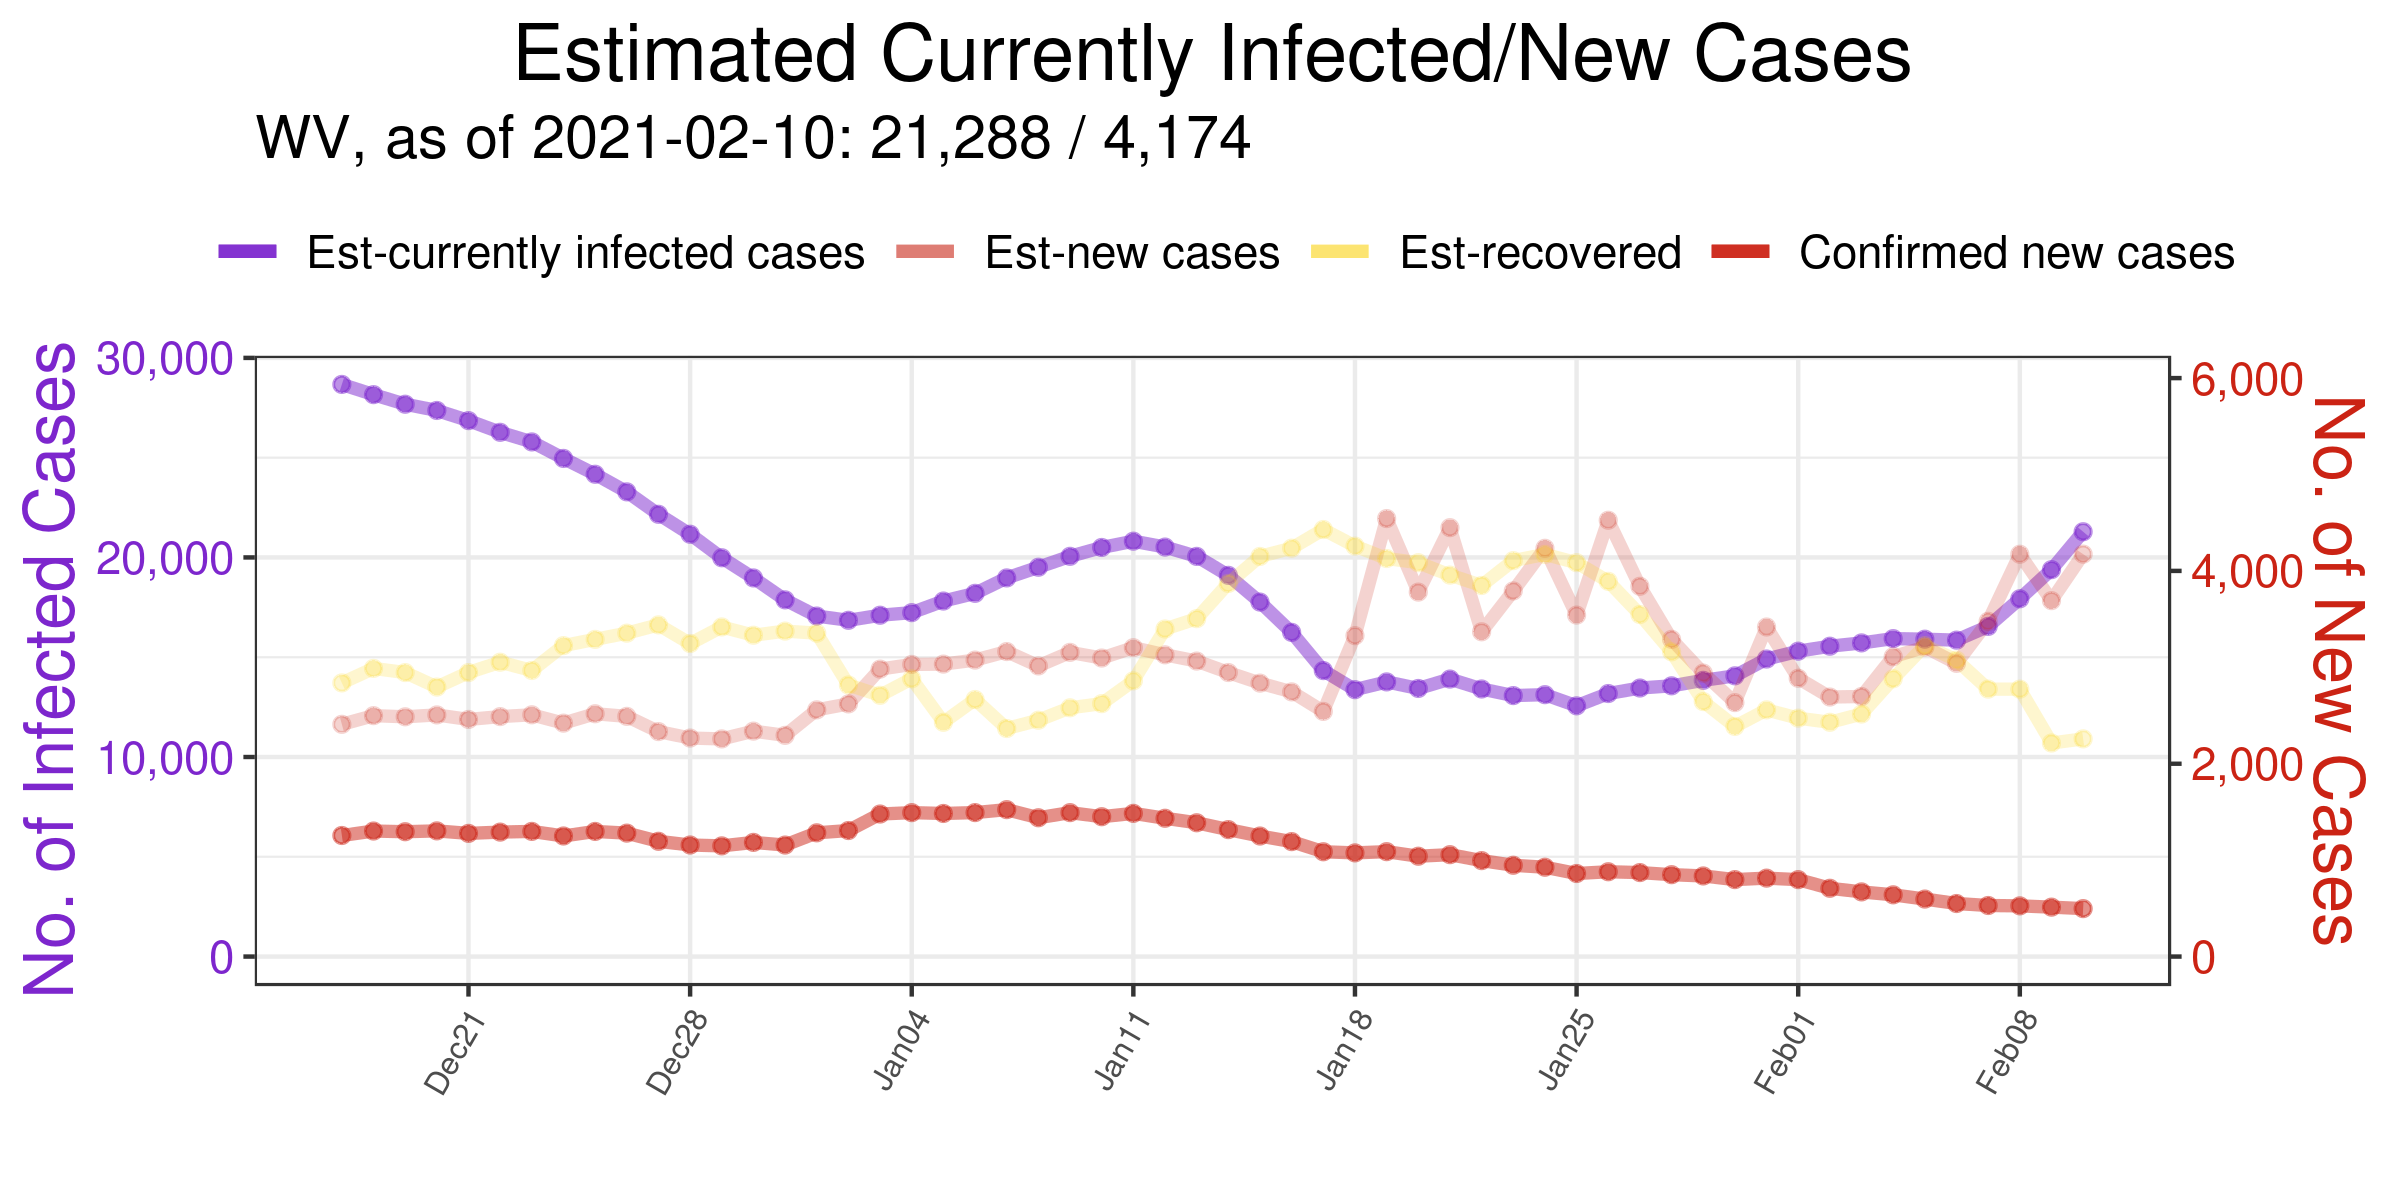 Estimated Currently Infected/New Cases
WV, as of 2021-02-10: 21,288 / 4,174
Est-currently infected cases Est-new cases Est-recovered Confirmed new cases
No. of Infected Cases
30,000
20,000
10,000
0
6,000
4,000
2,000
0
No. of New Cases
Dec21 Dec28 Jan04 Jan11 Jan18 Jan25 Feb01 Feb08